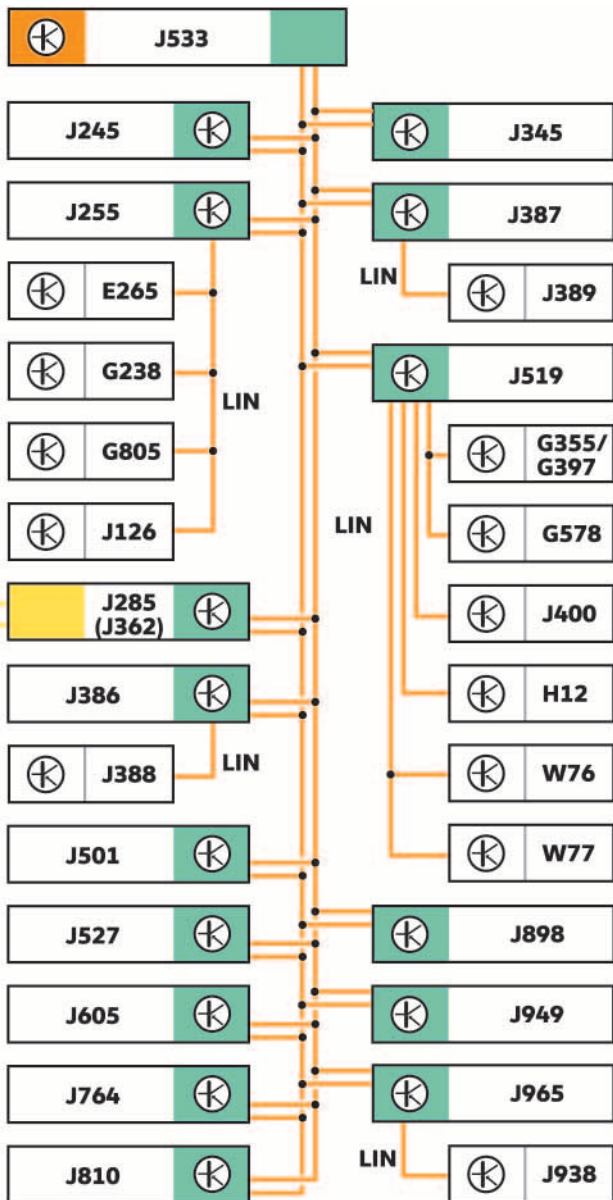 J533
J245
J345
J255
J387
E265
LIN
J389
G238
J519
LIN
G805
G355/
G397
J126
LIN
G578
J285
(J362)
J400
J386
H12
J388
LIN
W76
J501
W77
J527
J898
J605
J949
J764
J965
J810
LIN
J938